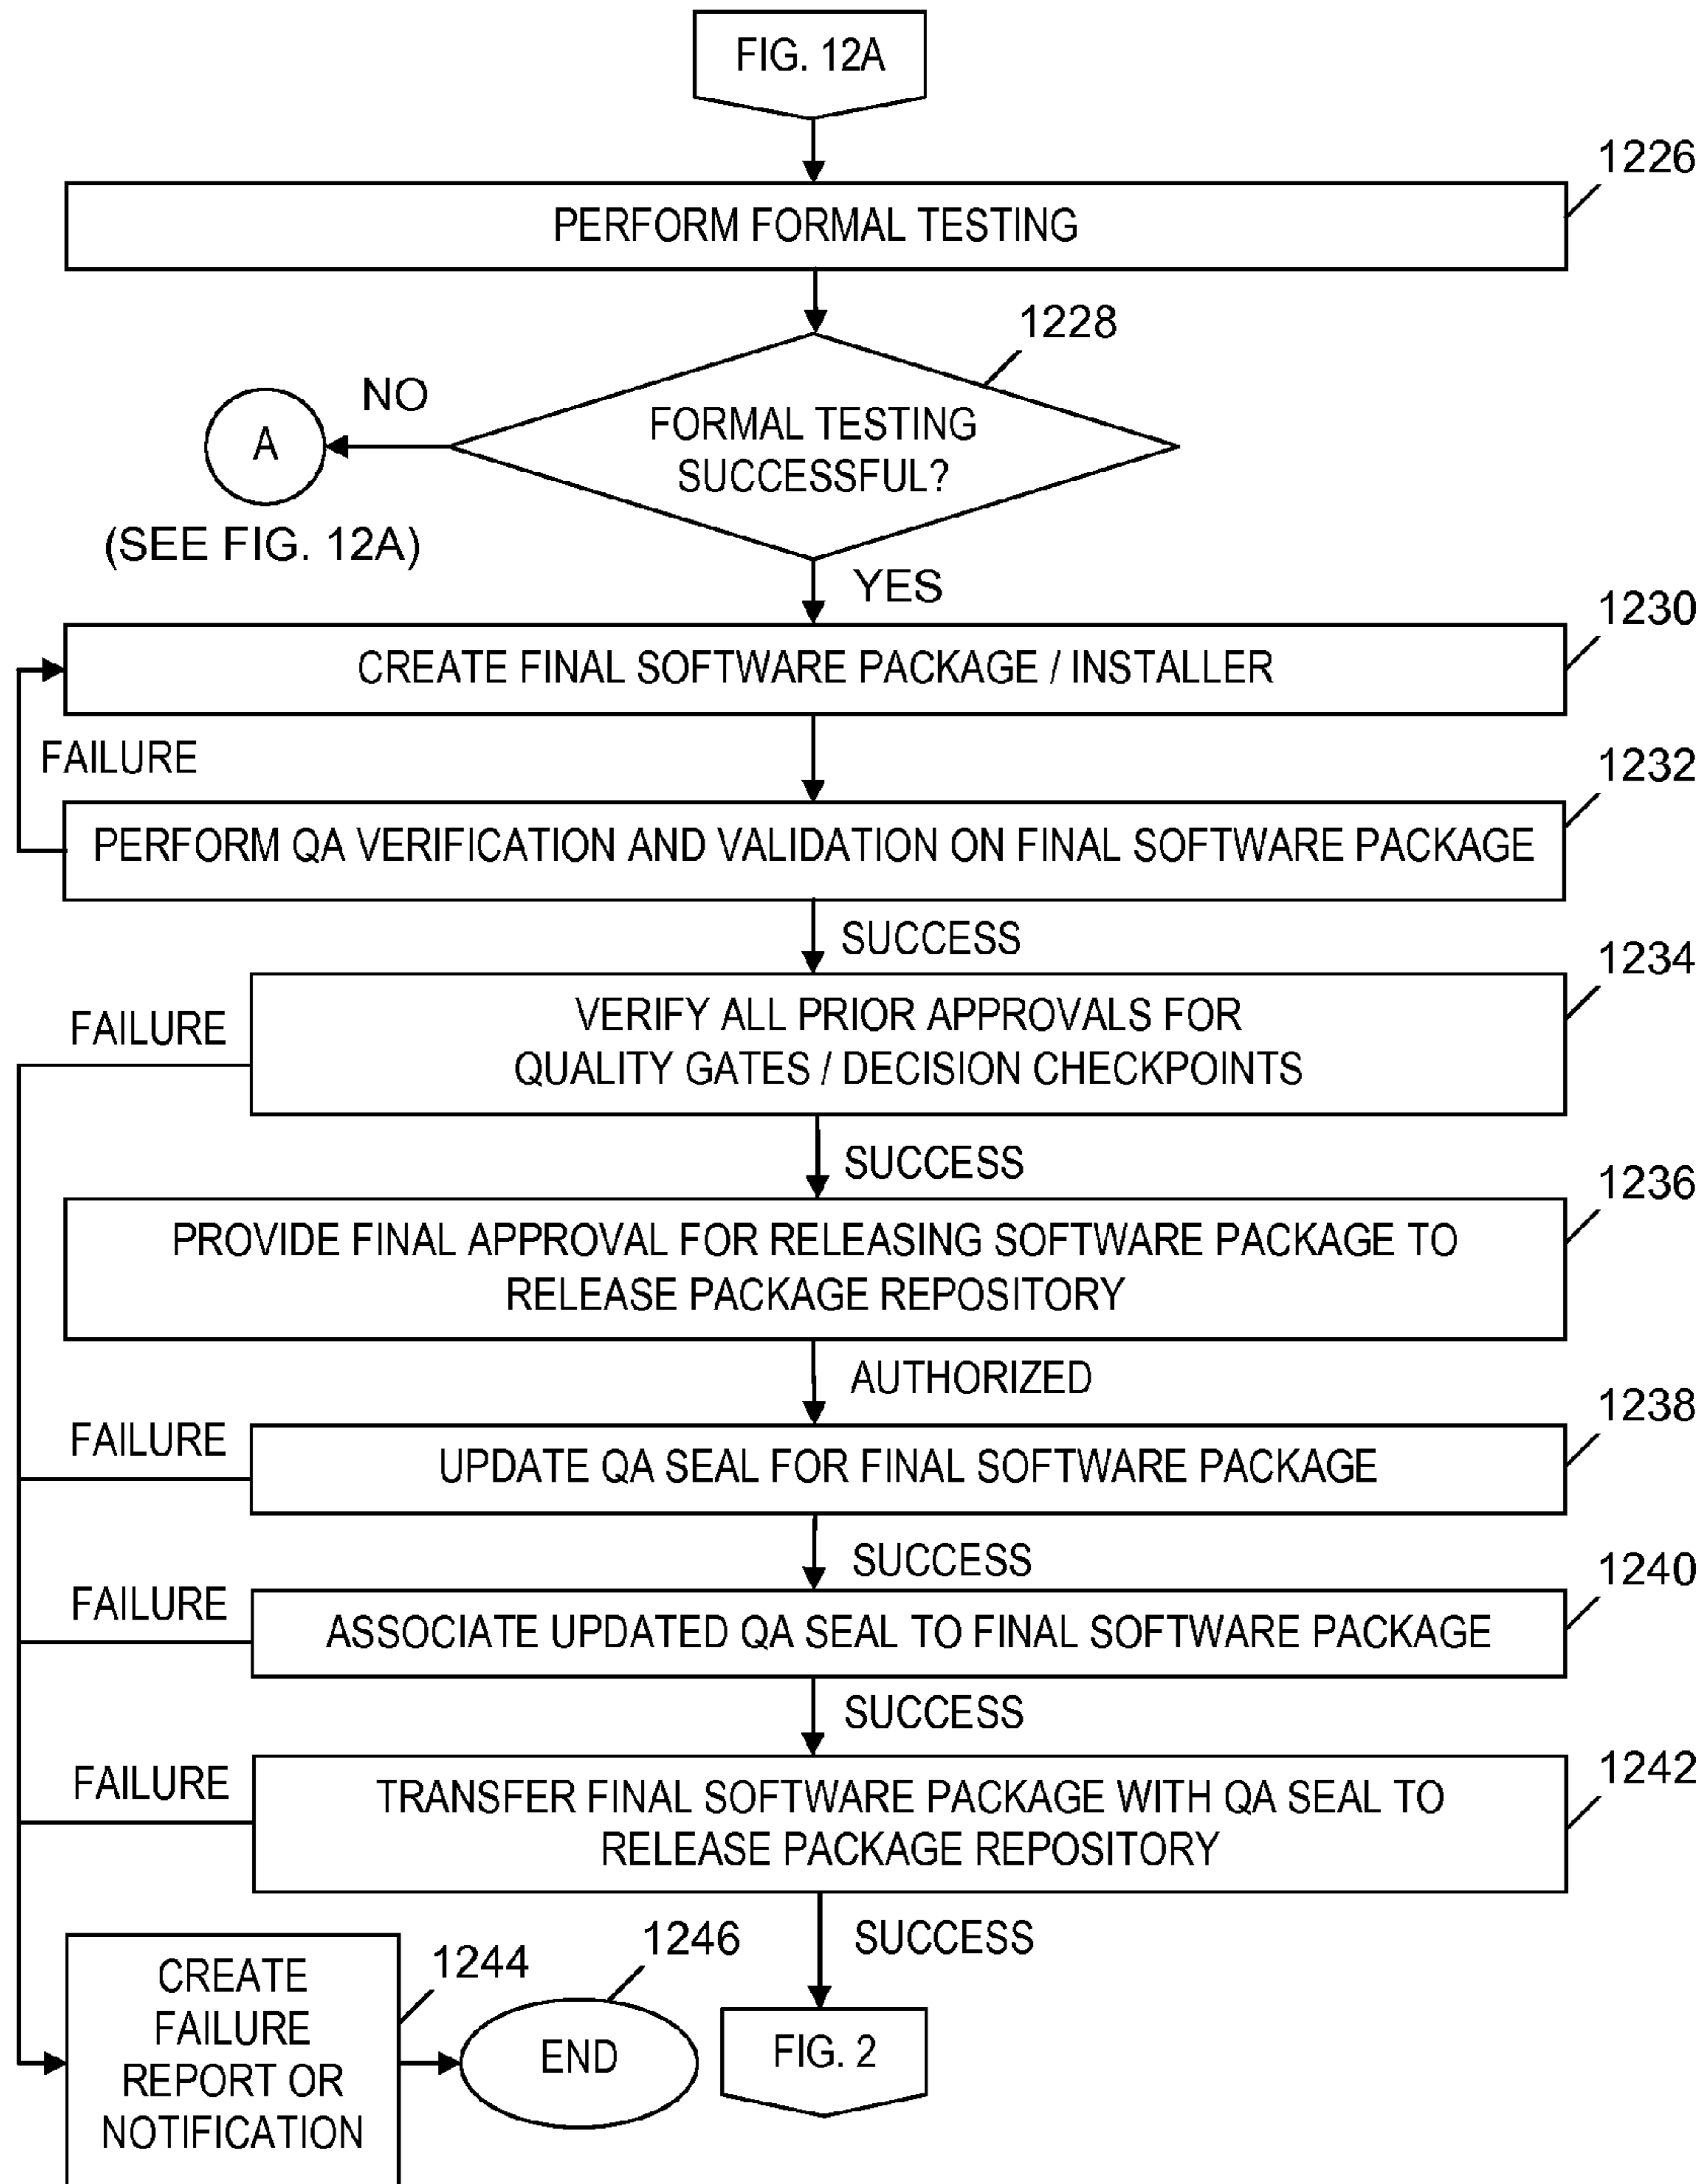 FIG. 12A
1226
PERFORM FORMAL TESTING
1228
NO
A
FORMAL TESTING
SUCCESSFUL?
(SEE FIG. 12A)
YES
1230
CREATE FINAL SOFTWARE PACKAGE / INSTALLER
FAILURE
1232
PERFORM QA VERIFICATION AND VALIDATION ON FINAL SOFTWARE PACKAGE
SUCCESS
1234
FAILURE
VERIFY ALL PRIOR APPROVALS FOR
QUALITY GATES / DECISION CHECKPOINTS
SUCCESS
1236
PROVIDE FINAL APPROVAL FOR RELEASING SOFTWARE PACKAGE TO
RELEASE PACKAGE REPOSITORY
AUTHORIZED
1238
FAILURE
UPDATE QA SEAL FOR FINAL SOFTWARE PACKAGE
SUCCESS
1240
FAILURE
ASSOCIATE UPDATED QA SEAL TO FINAL SOFTWARE PACKAGE
SUCCESS
1242
FAILURE
TRANSFER FINAL SOFTWARE PACKAGE WITH QA SEAL TO
RELEASE PACKAGE REPOSITORY
SUCCESS
1244
CREATE
FAILURE
REPORT OR
NOTIFICATION
1246
END
FIG. 2